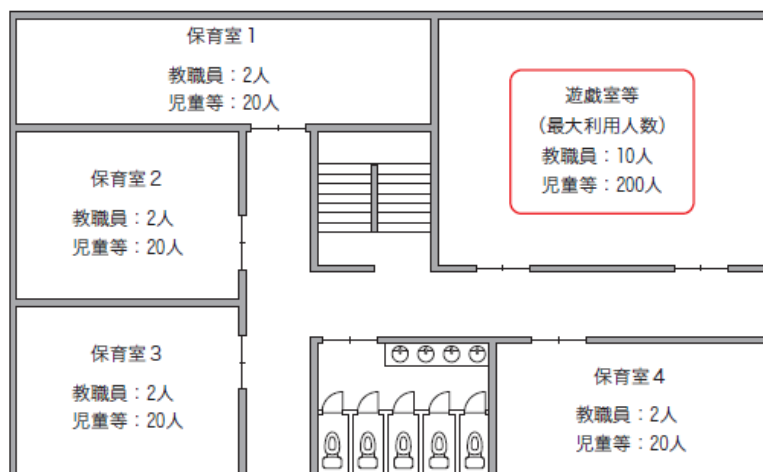 保育室1
教職員：2人
児童等：20人
遊戯室等
（最大利用人数）
教職員：10人
児童等：200人
保育室2
教職員：2人
児童等：20人
保育室3
教職員：2人
児童等：20人
保育室4
教職員：2人
児童等：20人